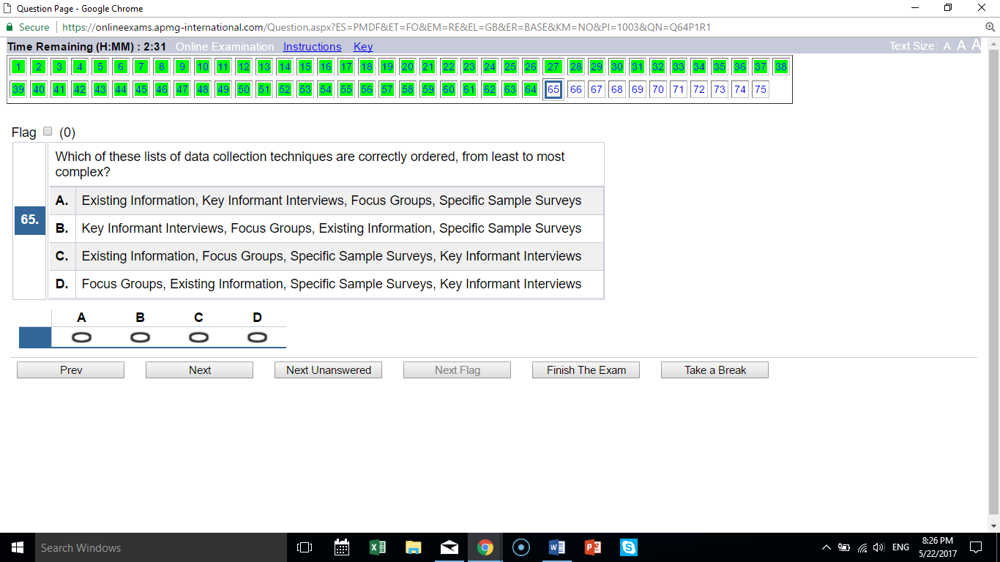 Question Page - Google Chrome
Secure https://onlineexams.apmg-international.com/Question.aspx?ES=PMDF&ET=FO&EM=RE&EL=GB&ER=BASE&KM=NO&PI=1003&QN=Q64P1R1
Time Remaining (H:MM) : 2:31 Online Examination Instructions Key Text Size: A A A
1 2 3 4 5 6 7 8 9 10 11 12 13 14 15 16 17 18 19 20 21 22 23 24 25 26 27 28 29 30 31 32 33 34 35 36 37 38
39 40 41 42 43 44 45 46 47 48 49 50 51 52 53 54 55 56 57 58 59 60 61 62 63 64 65 66 67 68 69 70 71 72 73 74 75
Flag (0)
65.
Which of these lists of data collection techniques are correctly ordered, from least to most
complex?
A. Existing Information, Key Informant Interviews, Focus Groups, Specific Sample Surveys
B. Key Informant Interviews, Focus Groups, Existing Information, Specific Sample Surveys
C. Existing Information, Focus Groups, Specific Sample Surveys, Key Informant Interviews
D. Focus Groups, Existing Information, Specific Sample Surveys, Key Informant Interviews
A B C D
Prev Next Next Unanswered Next Flag Finish The Exam Take a Break
Search Windows
ENG
8:26 PM
5/22/2017